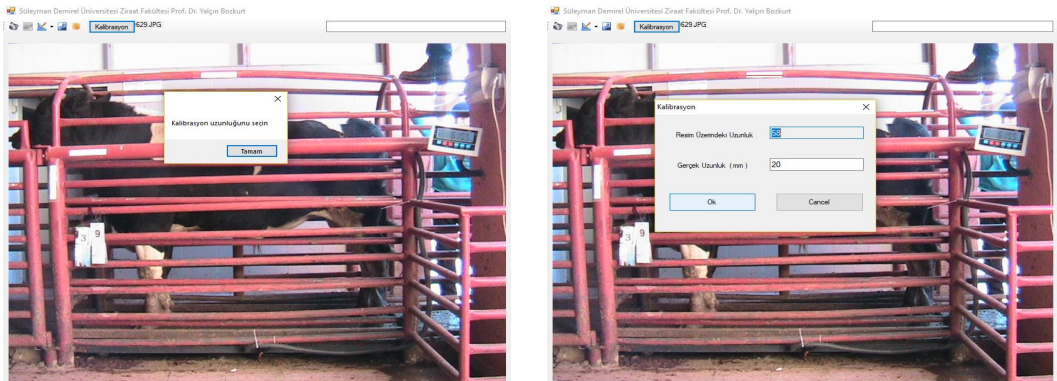 Süleyman Demirel Üniversitesi Ziraat Fakültesi Prof. Dr. Yalçın Bozkurt
Kalibrasyon 629.JPG
Kalibrasyon uzunluğunu seçin
Tamam
3 9
Süleyman Demirel Üniversitesi Ziraat Fakültesi Prof. Dr. Yalçın Bozkurt
Kalibrasyon 629.JPG
Kalibrasyon
Resim Üzerindeki Uzunluk 58
Gerçek Uzunluk (mm) 20
Ok Cancel
3 9